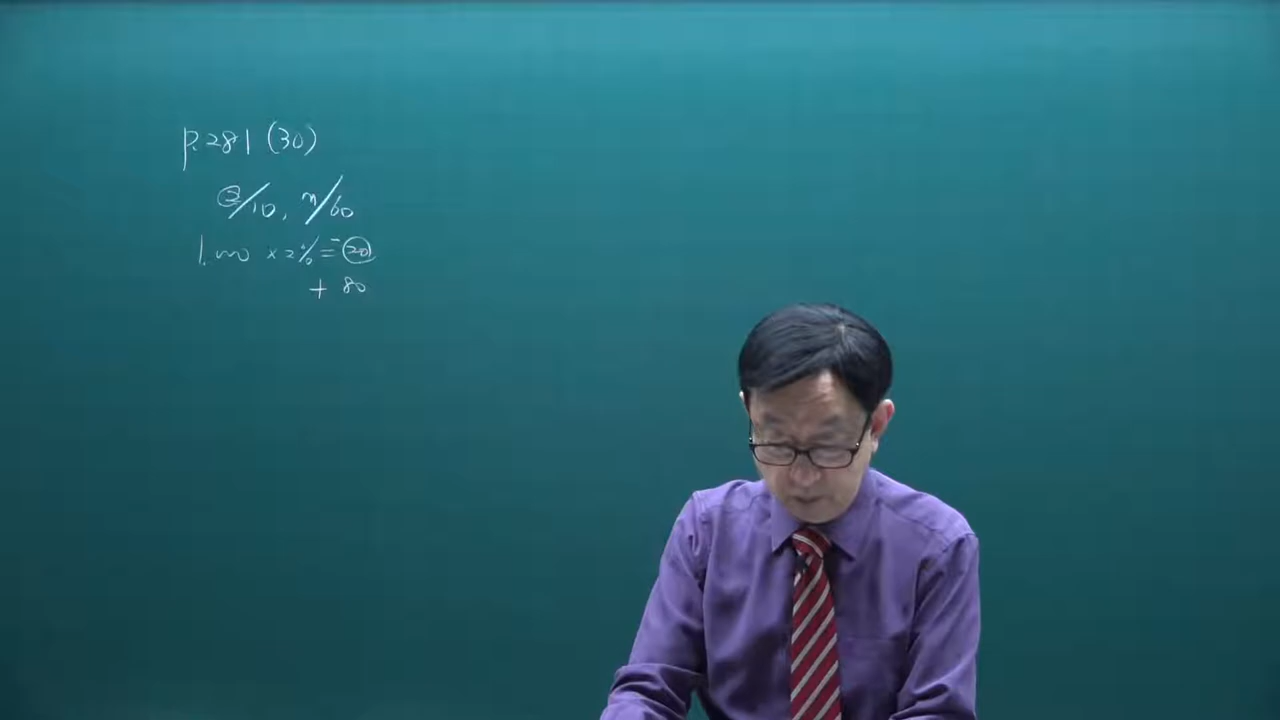 p.281 (30)
2/10, n/60
1,000 × 2% = -20
+ 80